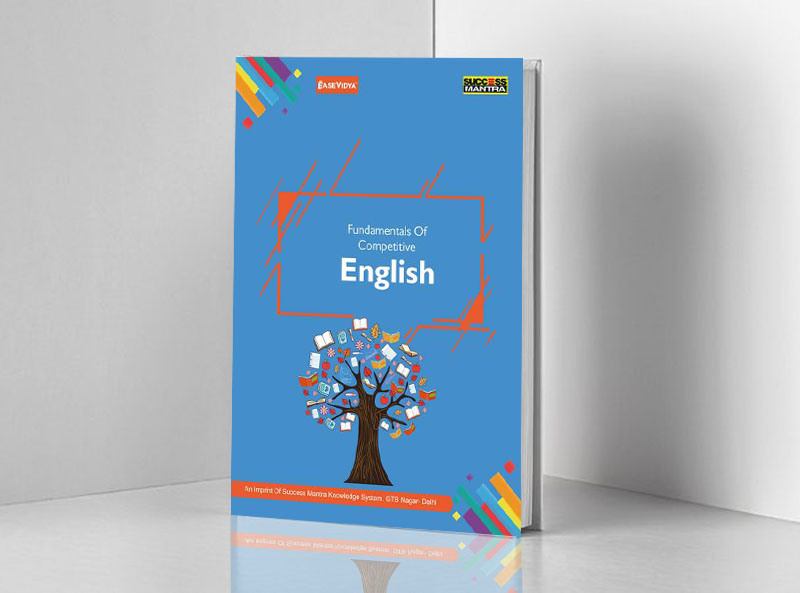 EASEVIDYA
SUCCESS
MANTRA
Fundamentals Of
Competitive
English
An Imprint Of Success Mantra Knowledge System, GTB Nagar- Delhi